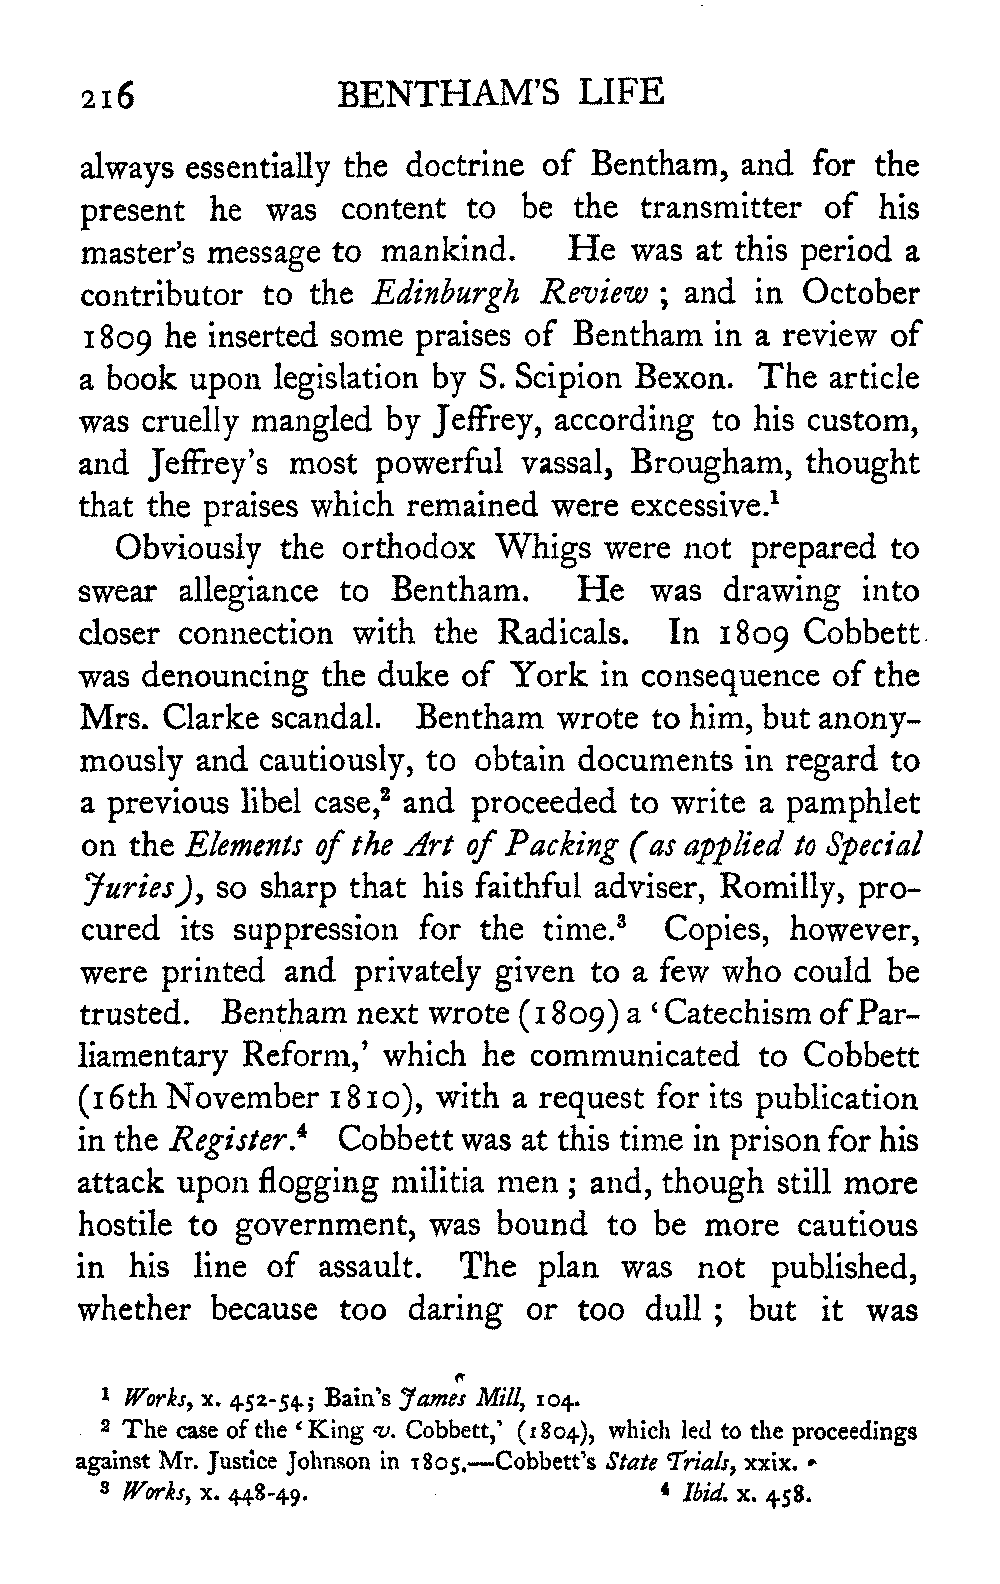 216 BENTHAM'S LIFE
always essentially the doctrine of Bentham, and for the
present he was content to be the transmitter of his
master's message to mankind. He was at this period a
contributor to the Edinburgh Review ; and in October
1809 he inserted some praises of Bentham in a review of
a book upon legislation by S. Scipion Bexon. The article
was cruelly mangled by Jeffrey, according to his custom,
and Jeffrey's most powerful vassal, Brougham, thought
that the praises which remained were excessive.¹
Obviously the orthodox Whigs were not prepared to
swear allegiance to Bentham. He was drawing into
closer connection with the Radicals. In 1809 Cobbett
was denouncing the duke of York in consequence of the
Mrs. Clarke scandal. Bentham wrote to him, but anony-
mously and cautiously, to obtain documents in regard to
a previous libel case,² and proceeded to write a pamphlet
on the Elements of the Art of Packing (as applied to Special
Juries), so sharp that his faithful adviser, Romilly, pro-
cured its suppression for the time.³ Copies, however,
were printed and privately given to a few who could be
trusted. Bentham next wrote (1809) a ‘Catechism of Par-
liamentary Reform,’ which he communicated to Cobbett
(16th November 1810), with a request for its publication
in the Register.⁴ Cobbett was at this time in prison for his
attack upon flogging militia men ; and, though still more
hostile to government, was bound to be more cautious
in his line of assault. The plan was not published,
whether because too daring or too dull ; but it was
¹ Works, x. 452-54; Bain's James Mill, 104.
² The case of the ‘King v. Cobbett,’ (1804), which led to the proceedings
against Mr. Justice Johnson in 1805.—Cobbett's State Trials, xxix.
³ Works, x. 448-49. ⁴ Ibid. x. 458.